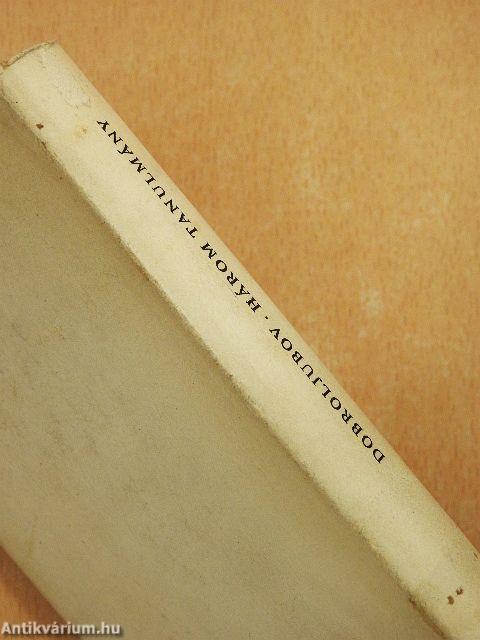 DOBROLJUBOV · HÁROM TANULMÁNY
Antikvárium.hu